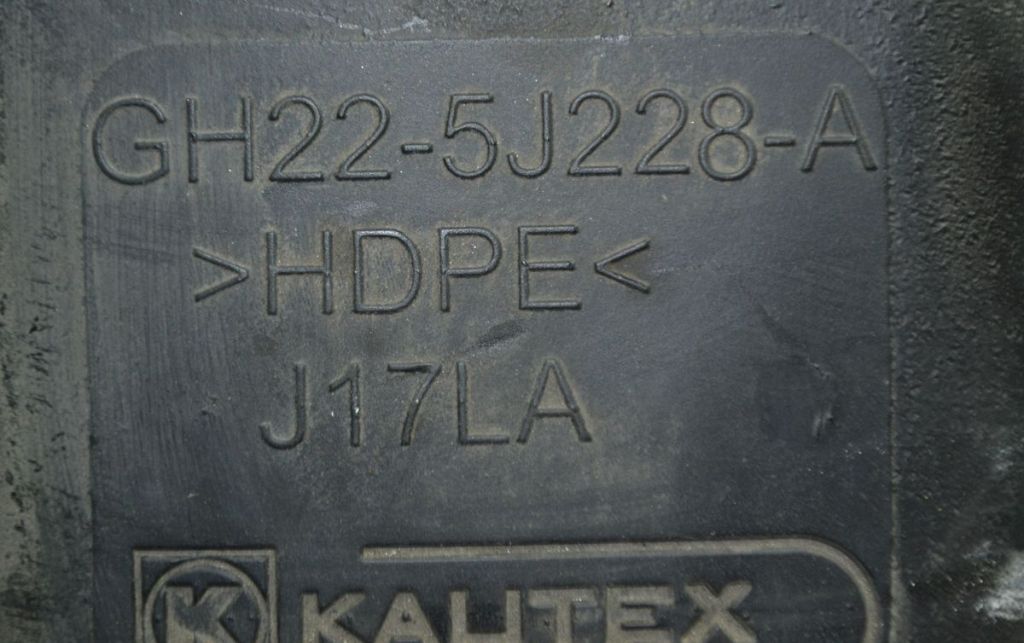 GH22-5J228-A
>HDPE<
J17LA
K KAUTEX